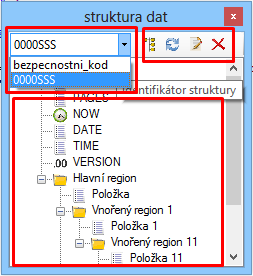 struktura dat
0000SSS
bezpecnostni_kod
0000SSS
Identifikátor struktury
PAGES
NOW
DATE
TIME
.00 VERSION
Hlavní region
Položka
Vnořený region 1
Položka 1
Vnořený region 11
Položka 11